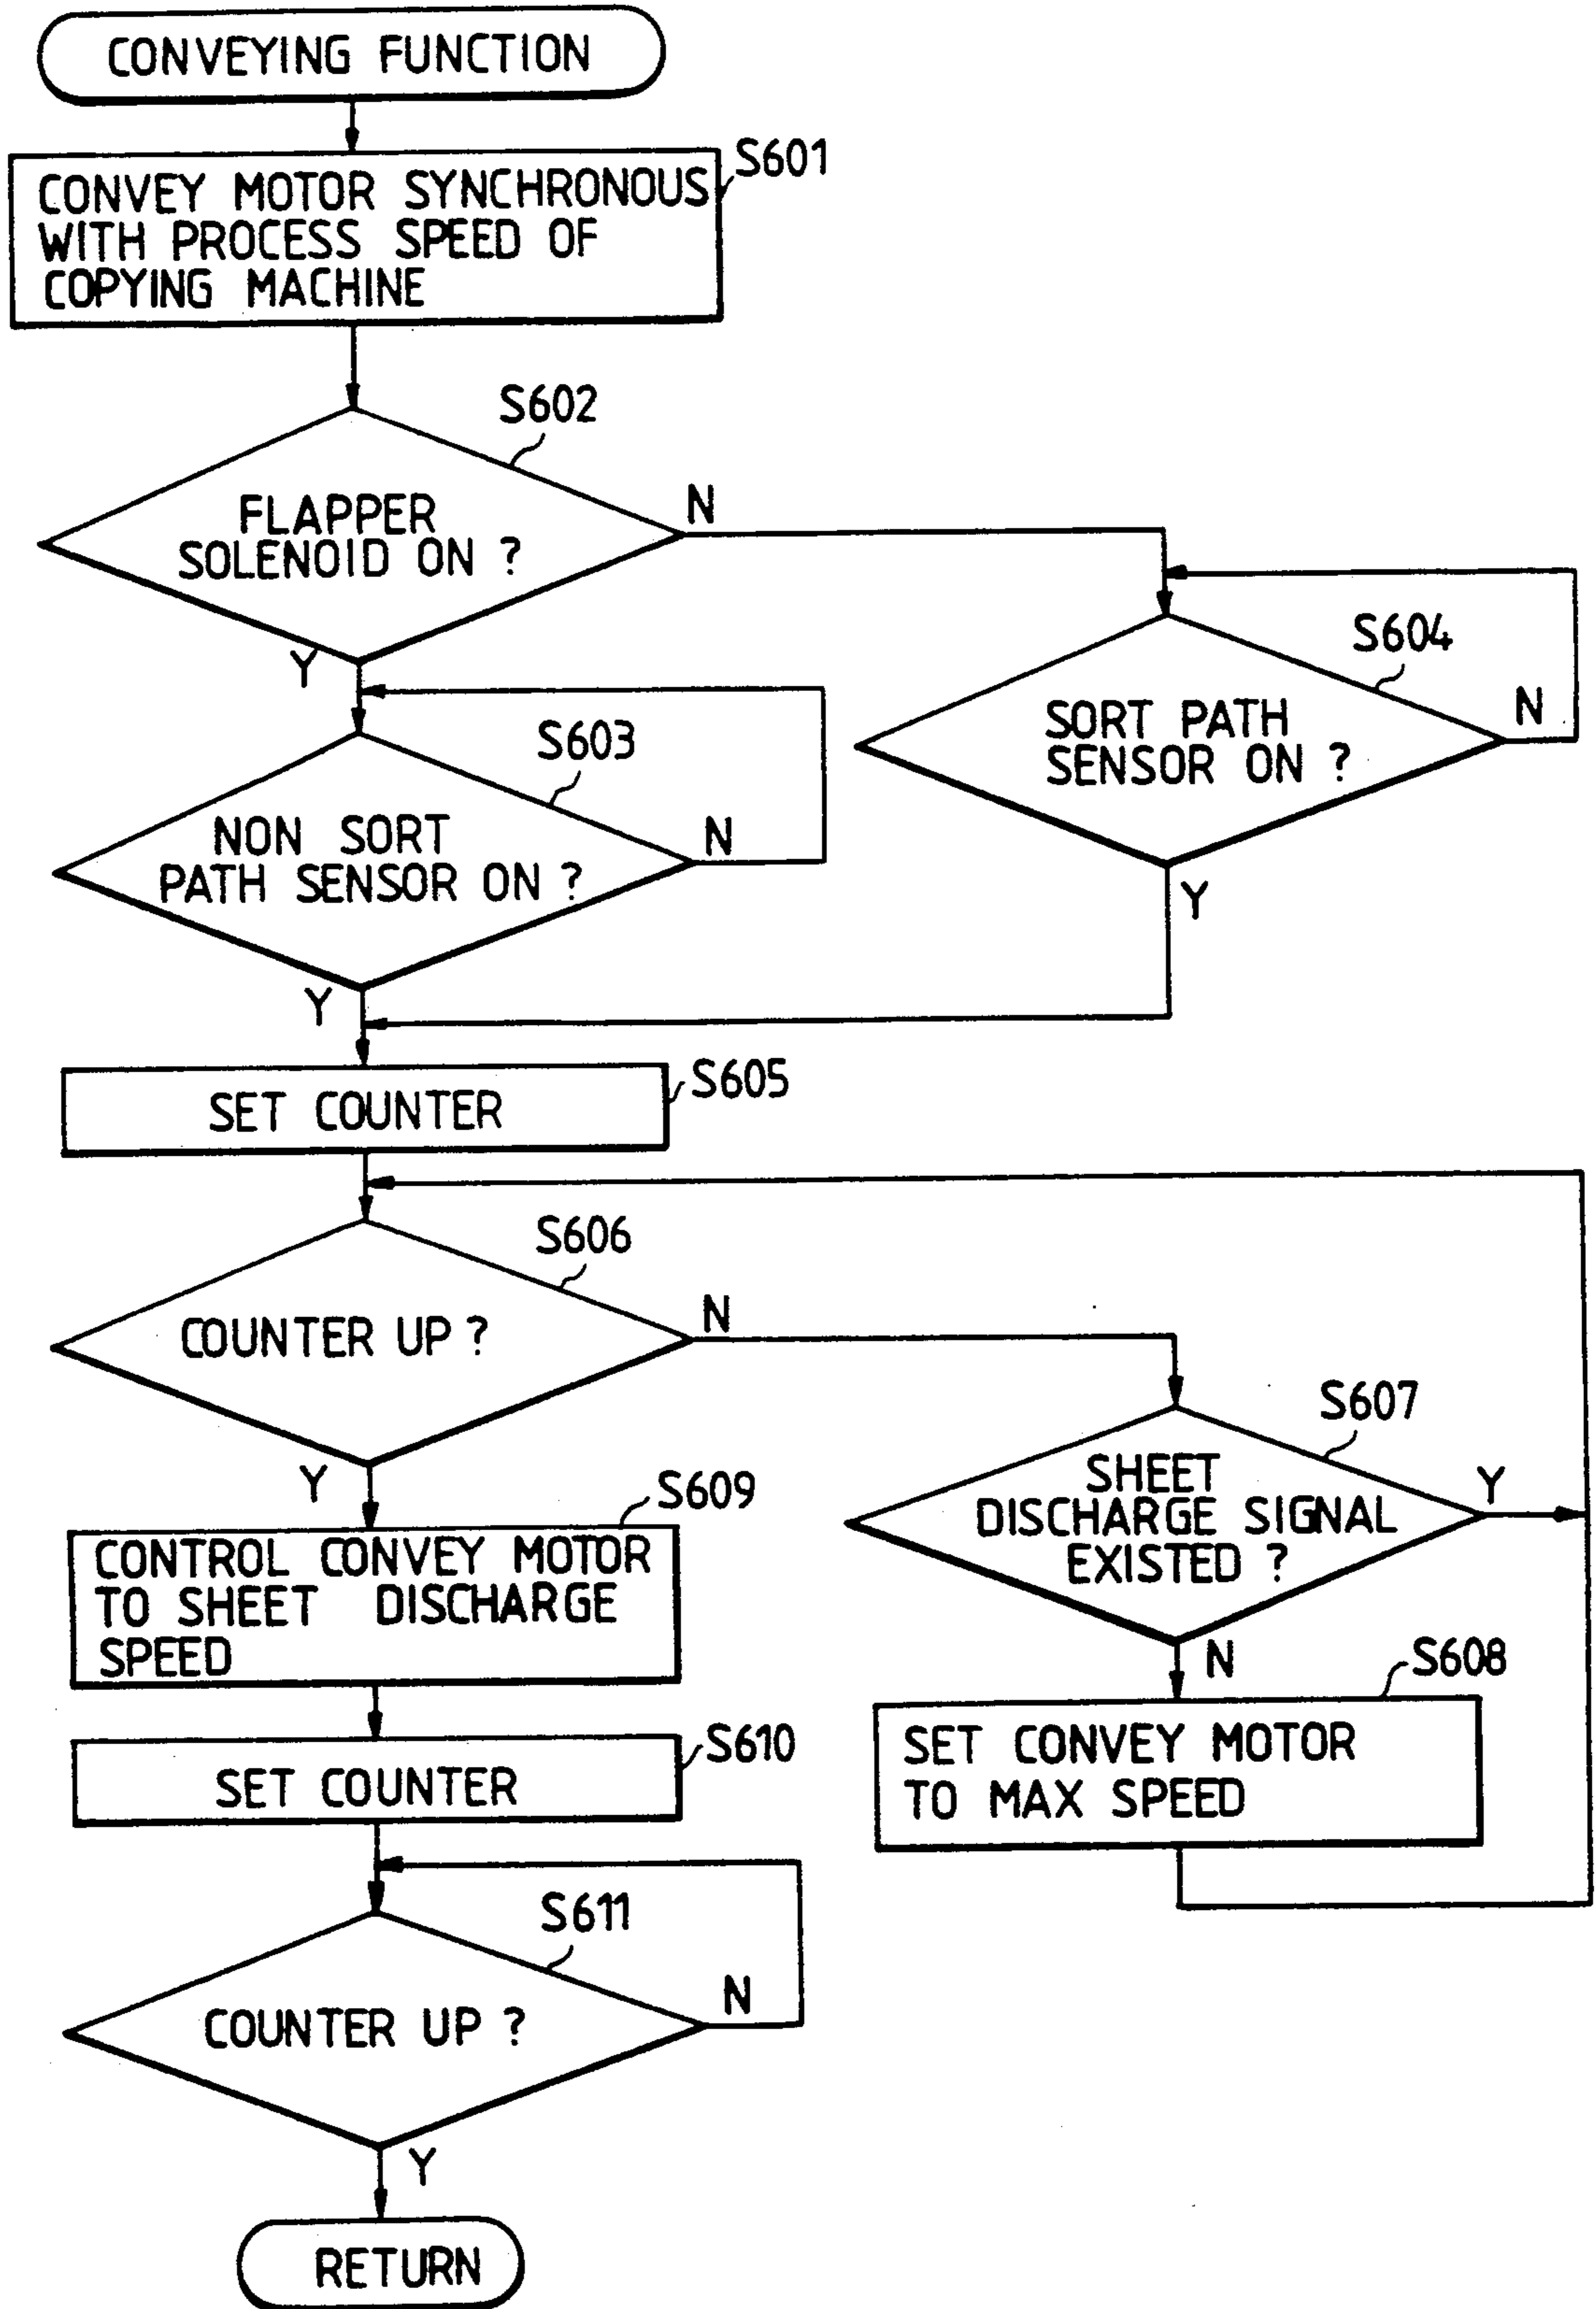 CONVEYING FUNCTION
S601
CONVEY MOTOR SYNCHRONOUS
WITH PROCESS SPEED OF
COPYING MACHINE
S602
FLAPPER
SOLENOID ON ?
N
Y
S604
SORT PATH
SENSOR ON ?
N
Y
S603
NON SORT
PATH SENSOR ON ?
N
Y
S605
SET COUNTER
S606
COUNTER UP ?
N
Y
S607
SHEET
DISCHARGE SIGNAL
EXISTED ?
Y
N
S608
SET CONVEY MOTOR
TO MAX SPEED
S609
CONTROL CONVEY MOTOR
TO SHEET DISCHARGE
SPEED
S610
SET COUNTER
S611
COUNTER UP ?
N
Y
RETURN